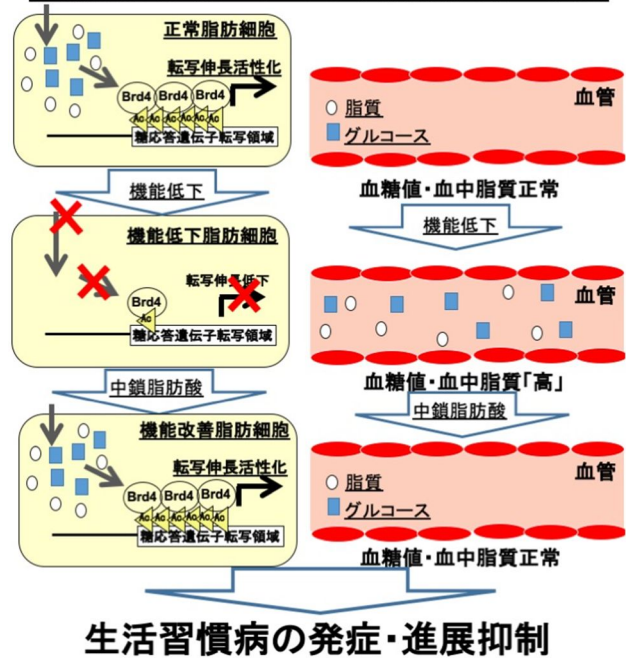 正常脂肪細胞
転写伸長活性化
Brd4 Brd4 Brd4
Ac Ac Ac Ac Ac
糖応答遺伝子転写領域
血管
脂質
グルコース
血糖値・血中脂質正常
機能低下
機能低下
機能低下脂肪細胞
転写伸長低下
Brd4
Ac
糖応答遺伝子転写領域
血管
血糖値・血中脂質「高」
中鎖脂肪酸
中鎖脂肪酸
機能改善脂肪細胞
転写伸長活性化
Brd4 Brd4 Brd4
Ac Ac Ac Ac Ac
糖応答遺伝子転写領域
血管
脂質
グルコース
血糖値・血中脂質正常
生活習慣病の発症・進展抑制